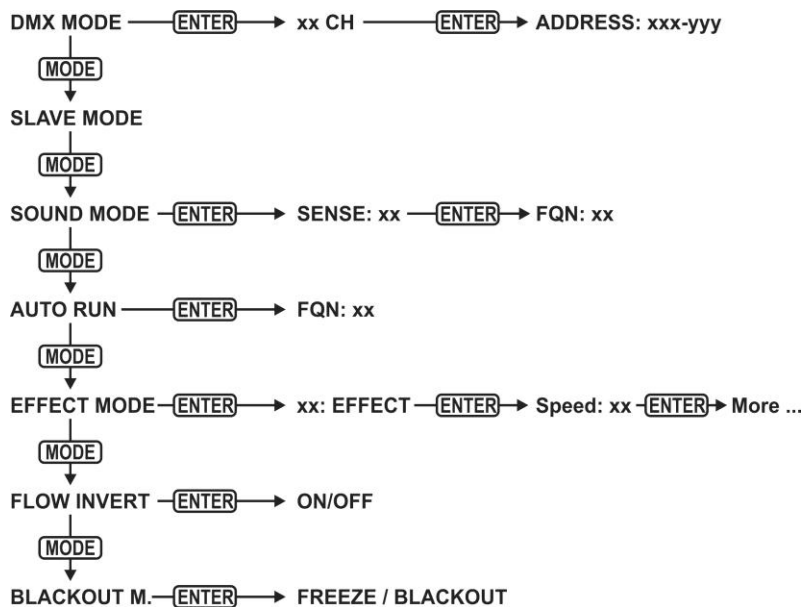 DMX MODE ENTER xx CH ENTER ADDRESS: xxx-yyy
MODE
SLAVE MODE
MODE
SOUND MODE ENTER SENSE: xx ENTER FQN: xx
MODE
AUTO RUN ENTER FQN: xx
MODE
EFFECT MODE ENTER xx: EFFECT ENTER Speed: xx ENTER More ...
MODE
FLOW INVERT ENTER ON/OFF
MODE
BLACKOUT M. ENTER FREEZE / BLACKOUT